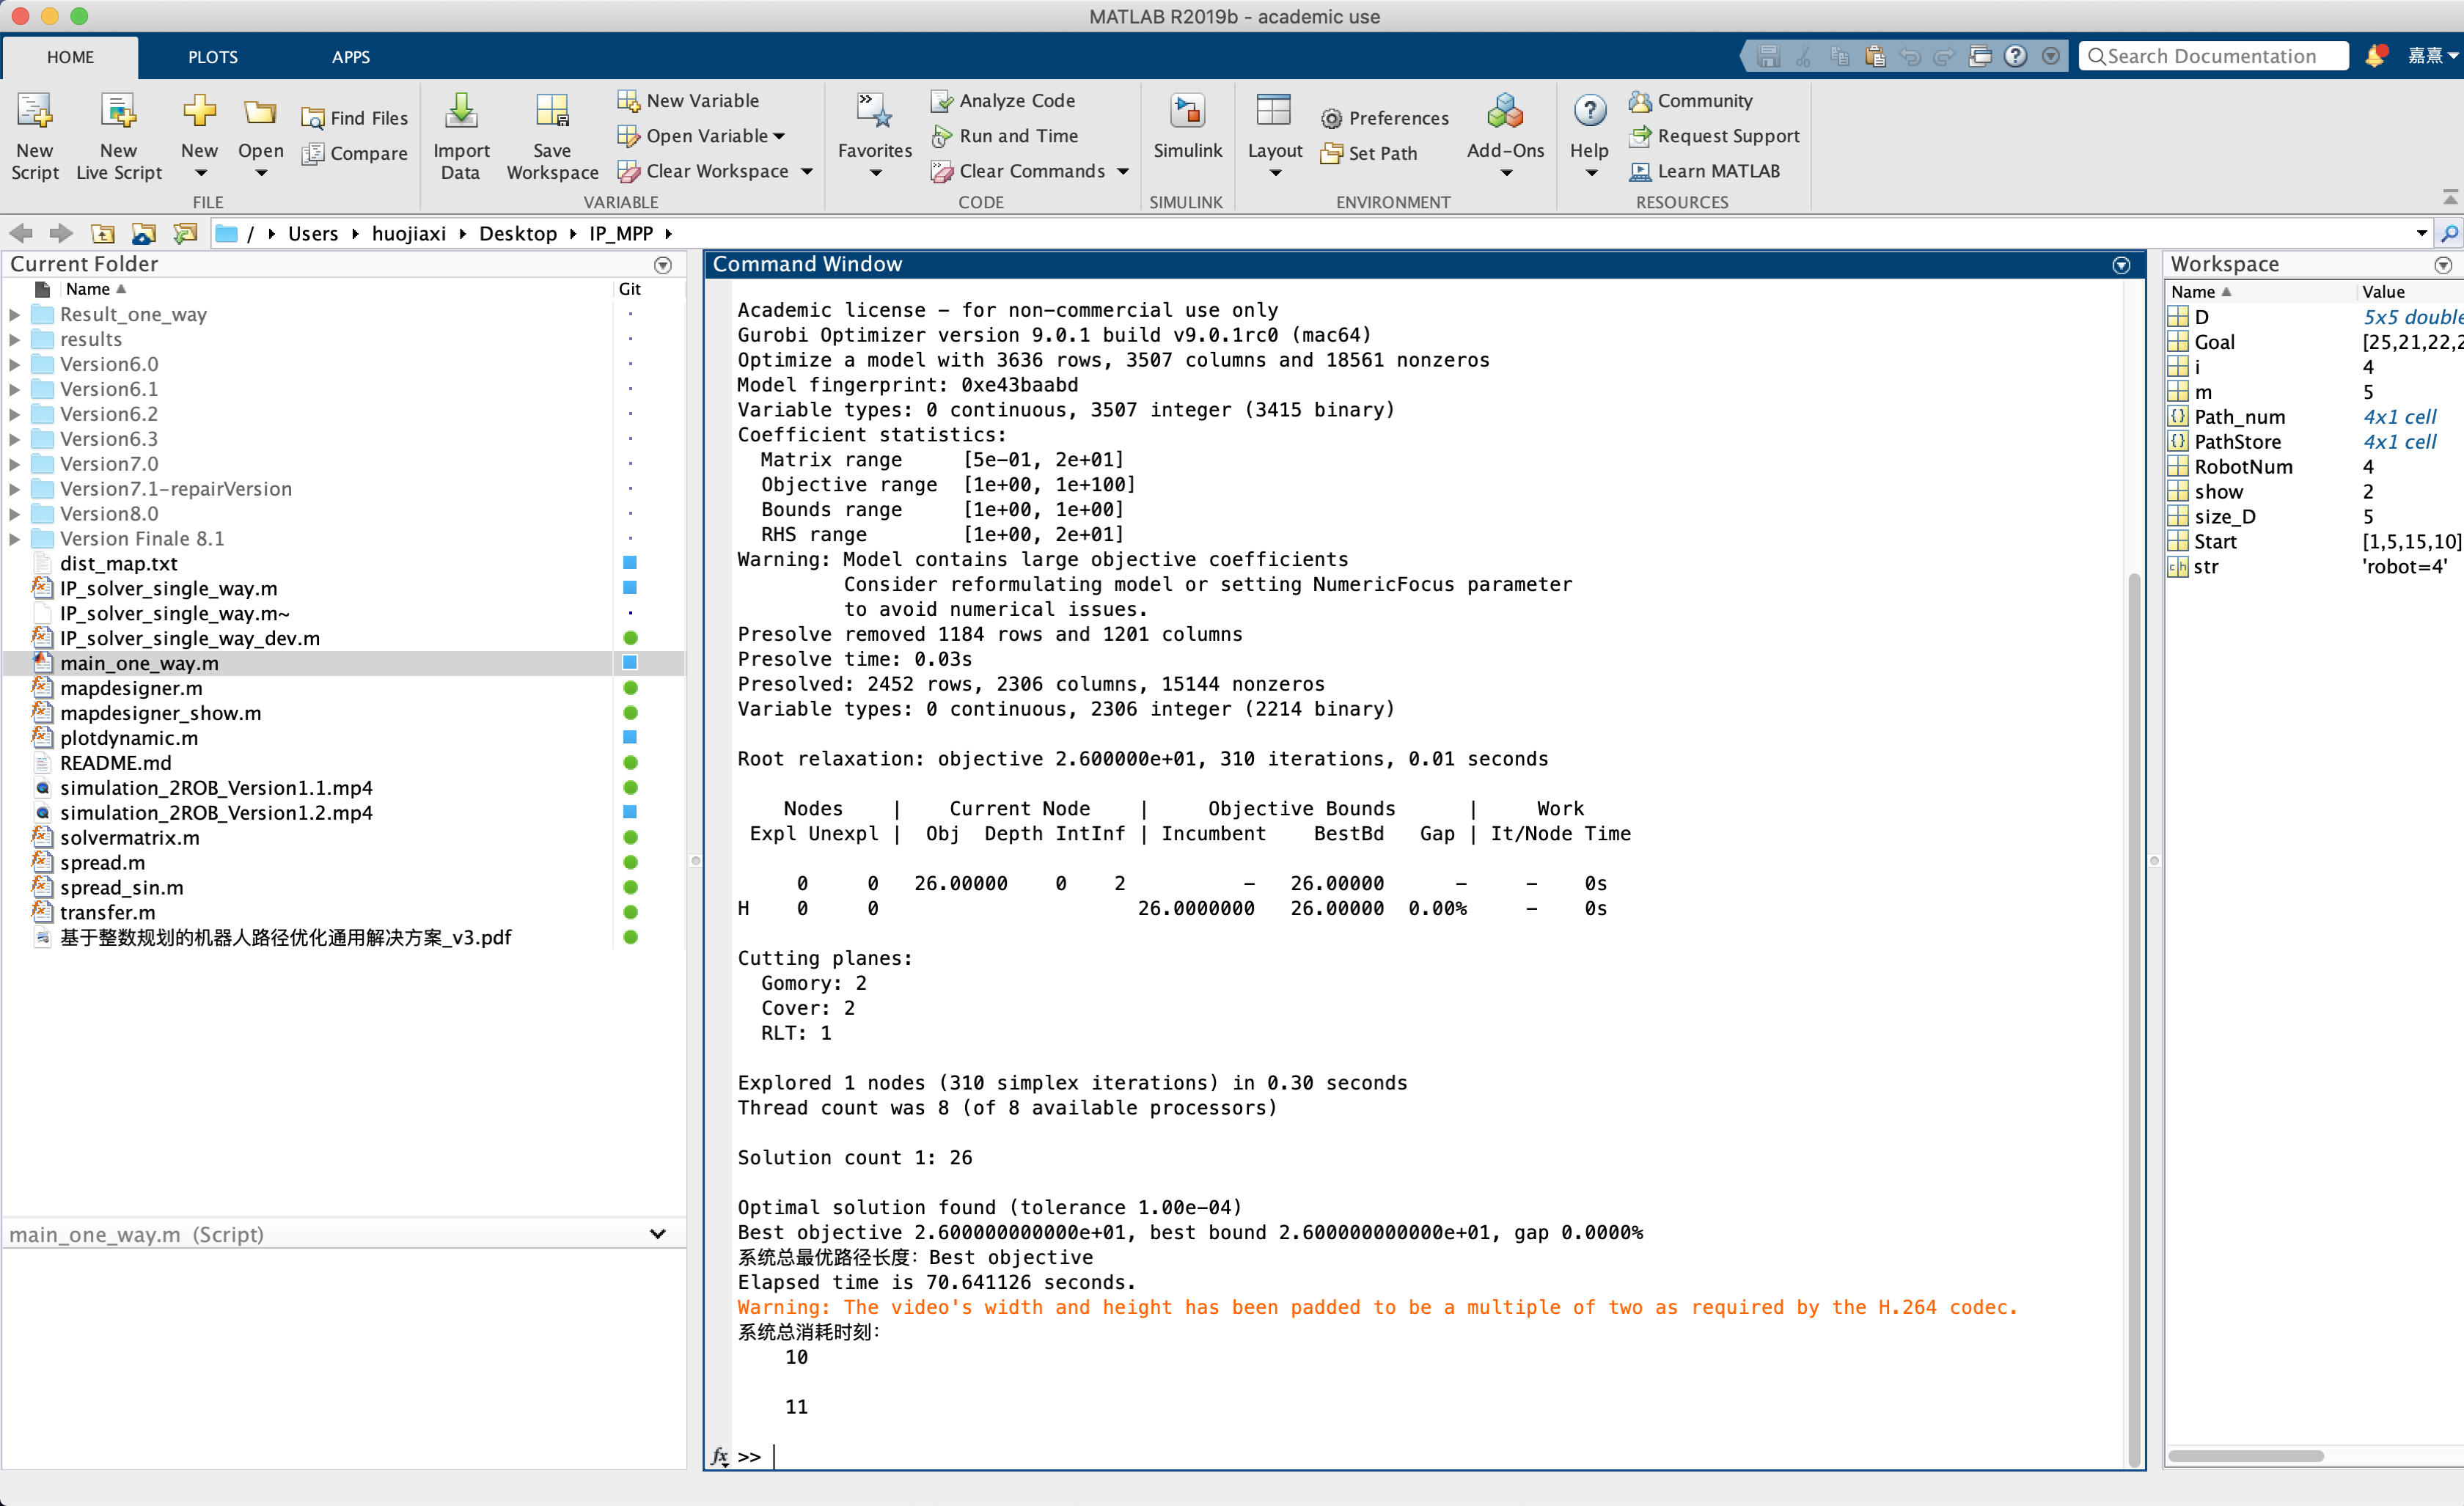 MATLAB R2019b - academic use
HOME PLOTS APPS Search Documentation 嘉熹
New Script
New Live Script
New
Open
Find Files
Compare
FILE
Import Data
Save Workspace
New Variable
Open Variable
Clear Workspace
VARIABLE
Favorites
Analyze Code
Run and Time
Clear Commands
CODE
Simulink
SIMULINK
Layout
Preferences
Set Path
Add-Ons
ENVIRONMENT
Help
Community
Request Support
Learn MATLAB
RESOURCES
/ Users huojiaxi Desktop IP_MPP
Current Folder
Name Git
Result_one_way
results
Version6.0
Version6.1
Version6.2
Version6.3
Version7.0
Version7.1-repairVersion
Version8.0
Version Finale 8.1
dist_map.txt
IP_solver_single_way.m
IP_solver_single_way.m~
IP_solver_single_way_dev.m
main_one_way.m
mapdesigner.m
mapdesigner_show.m
plotdynamic.m
README.md
simulation_2ROB_Version1.1.mp4
simulation_2ROB_Version1.2.mp4
solvermatrix.m
spread.m
spread_sin.m
transfer.m
基于整数规划的机器人路径优化通用解决方案_v3.pdf
main_one_way.m (Script)
Command Window
Academic license - for non-commercial use only
Gurobi Optimizer version 9.0.1 build v9.0.1rc0 (mac64)
Optimize a model with 3636 rows, 3507 columns and 18561 nonzeros
Model fingerprint: 0xe43baabd
Variable types: 0 continuous, 3507 integer (3415 binary)
Coefficient statistics:
Matrix range [5e-01, 2e+01]
Objective range [1e+00, 1e+100]
Bounds range [1e+00, 1e+00]
RHS range [1e+00, 2e+01]
Warning: Model contains large objective coefficients
Consider reformulating model or setting NumericFocus parameter
to avoid numerical issues.
Presolve removed 1184 rows and 1201 columns
Presolve time: 0.03s
Presolved: 2452 rows, 2306 columns, 15144 nonzeros
Variable types: 0 continuous, 2306 integer (2214 binary)
Root relaxation: objective 2.600000e+01, 310 iterations, 0.01 seconds
Nodes | Current Node | Objective Bounds | Work
Expl Unexpl | Obj Depth IntInf | Incumbent BestBd Gap | It/Node Time
0 0 26.00000 0 2 - 26.00000 - - 0s
H 0 0 26.0000000 26.00000 0.00% - 0s
Cutting planes:
Gomory: 2
Cover: 2
RLT: 1
Explored 1 nodes (310 simplex iterations) in 0.30 seconds
Thread count was 8 (of 8 available processors)
Solution count 1: 26
Optimal solution found (tolerance 1.00e-04)
Best objective 2.600000000000e+01, best bound 2.600000000000e+01, gap 0.0000%
系统总最优路径长度: Best objective
Elapsed time is 70.641126 seconds.
Warning: The video's width and height has been padded to be a multiple of two as required by the H.264 codec.
系统总消耗时刻:
10
11
fx >>
Workspace
Name Value
D 5x5 double
Goal [25,21,22,2
i 4
m 5
Path_num 4x1 cell
PathStore 4x1 cell
RobotNum 4
show 2
size_D 5
Start [1,5,15,10]
str 'robot=4'